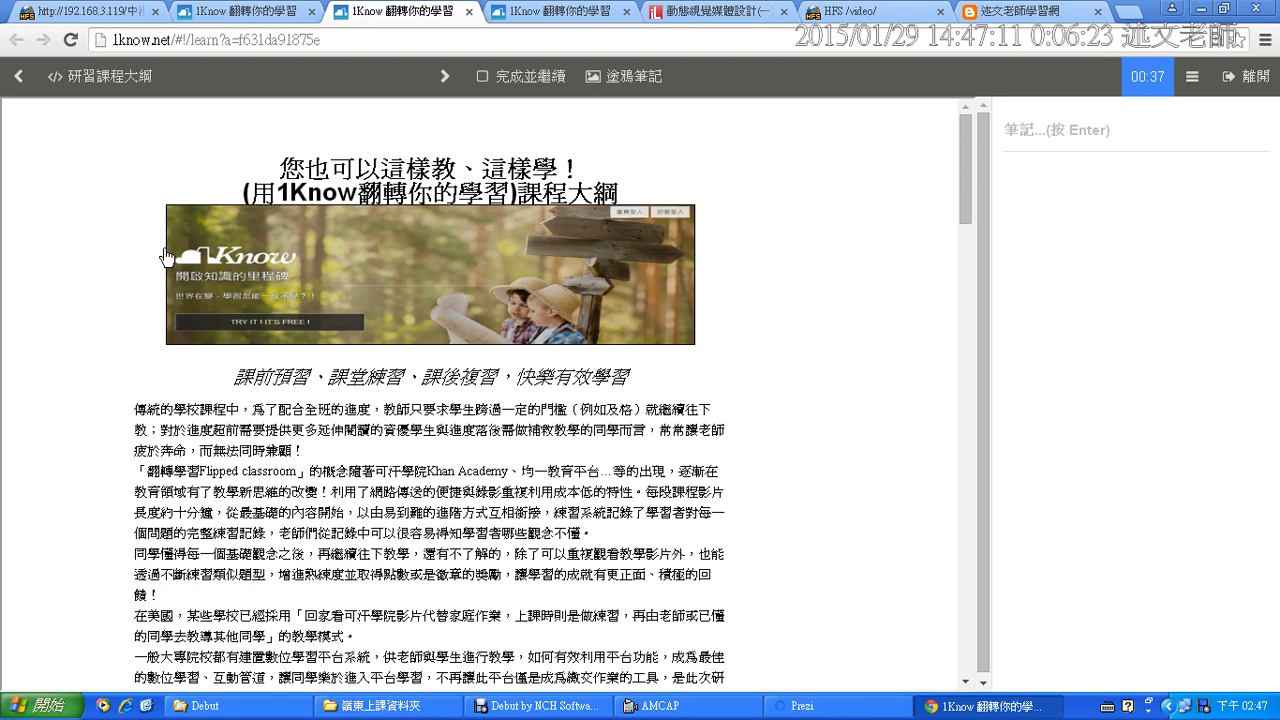 http://192.168.3.119/中衤
1Know 翻轉你的學習
1Know 翻轉你的學習
1Know 翻轉你的學習
動態視覺媒體設計(一
HFS /video/
述文老師學習網
1know.net/#!/learn?a=f651da91875e
2015/01/29 14:47:11 0:06:23 述文老師
研習課程大綱
完成並繼續
塗鴉筆記
00:37
離開
筆記...(按 Enter)
您也可以這樣教、這樣學！
(用1Know翻轉你的學習)課程大綱
會員登入
1Know
開啟知識的里程碑
世界在變，學習怎能一成不變？！
TRY IT ! IT'S FREE !
課前預習、課堂練習、課後複習，快樂有效學習
傳統的學校課程中，為了配合全班的進度，教師只要求學生跨過一定的門檻（例如及格）就繼續往下
教；對於進度超前需要提供更多延伸閱讀的資優學生與進度落後需做補救教學的同學而言，常常讓老師
疲於奔命，而無法同時兼顧！
「翻轉學習Flipped classroom」的概念隨著可汗學院Khan Academy、均一教育平台...等的出現，逐漸在
教育領域有了教學新思維的改變！利用了網路傳送的便捷與錄影重複利用成本低的特性。每段課程影片
長度約十分鐘，從最基礎的內容開始，以由易到難的進階方式互相銜接，練習系統記錄了學習者對每一
個問題的完整練習記錄，老師們從記錄中可以很容易得知學習者哪些觀念不懂。
同學懂得每一個基礎觀念之後，再繼續往下教學，還有不了解的，除了可以重複觀看教學影片外，也能
透過不斷練習類似題型，增進熟練度並取得點數或是徽章的獎勵，讓學習的成就有更正面、積極的回
饋！
在美國，某些學校已經採用「回家看可汗學院影片代替家庭作業，上課時則是做練習，再由老師或已懂
的同學去教導其他同學」的教學模式。
一般大專院校都有建置數位學習平台系統，供老師與學生進行教學，如何有效利用平台功能，成為最佳
的數位學習、互動管道，讓同學樂於進入平台學習，不再讓此平台僅是成為繳交作業的工具，是此次研
開始
Debut
嶺東上課資料夾
Debut by NCH Softwa...
AMCAP
Prezi
1Know 翻轉你的學...
下午 02:47